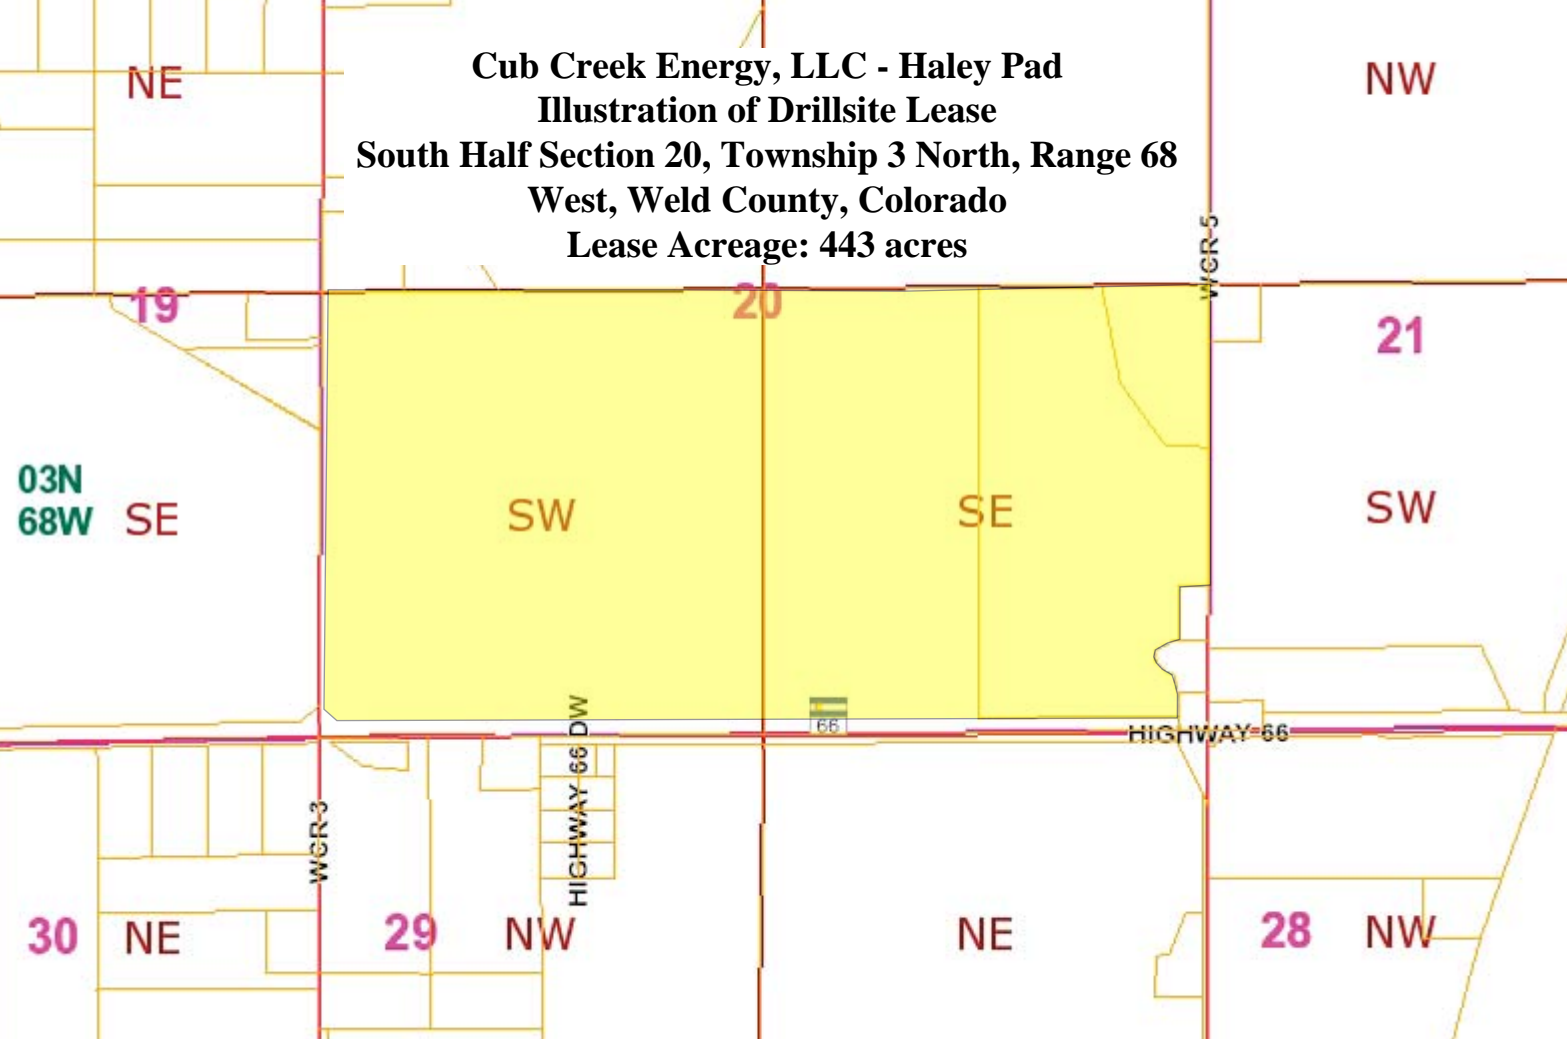 Cub Creek Energy, LLC - Haley Pad
Illustration of Drillsite Lease
South Half Section 20, Township 3 North, Range 68
West, Weld County, Colorado
Lease Acreage: 443 acres
NE
NW
WCR 5
19
20
21
03N
68W
SE
SW
SE
SW
66
HIGHWAY 66
HIGHWAY 66 DW
WCR 3
30
NE
29
NW
NE
28
NW